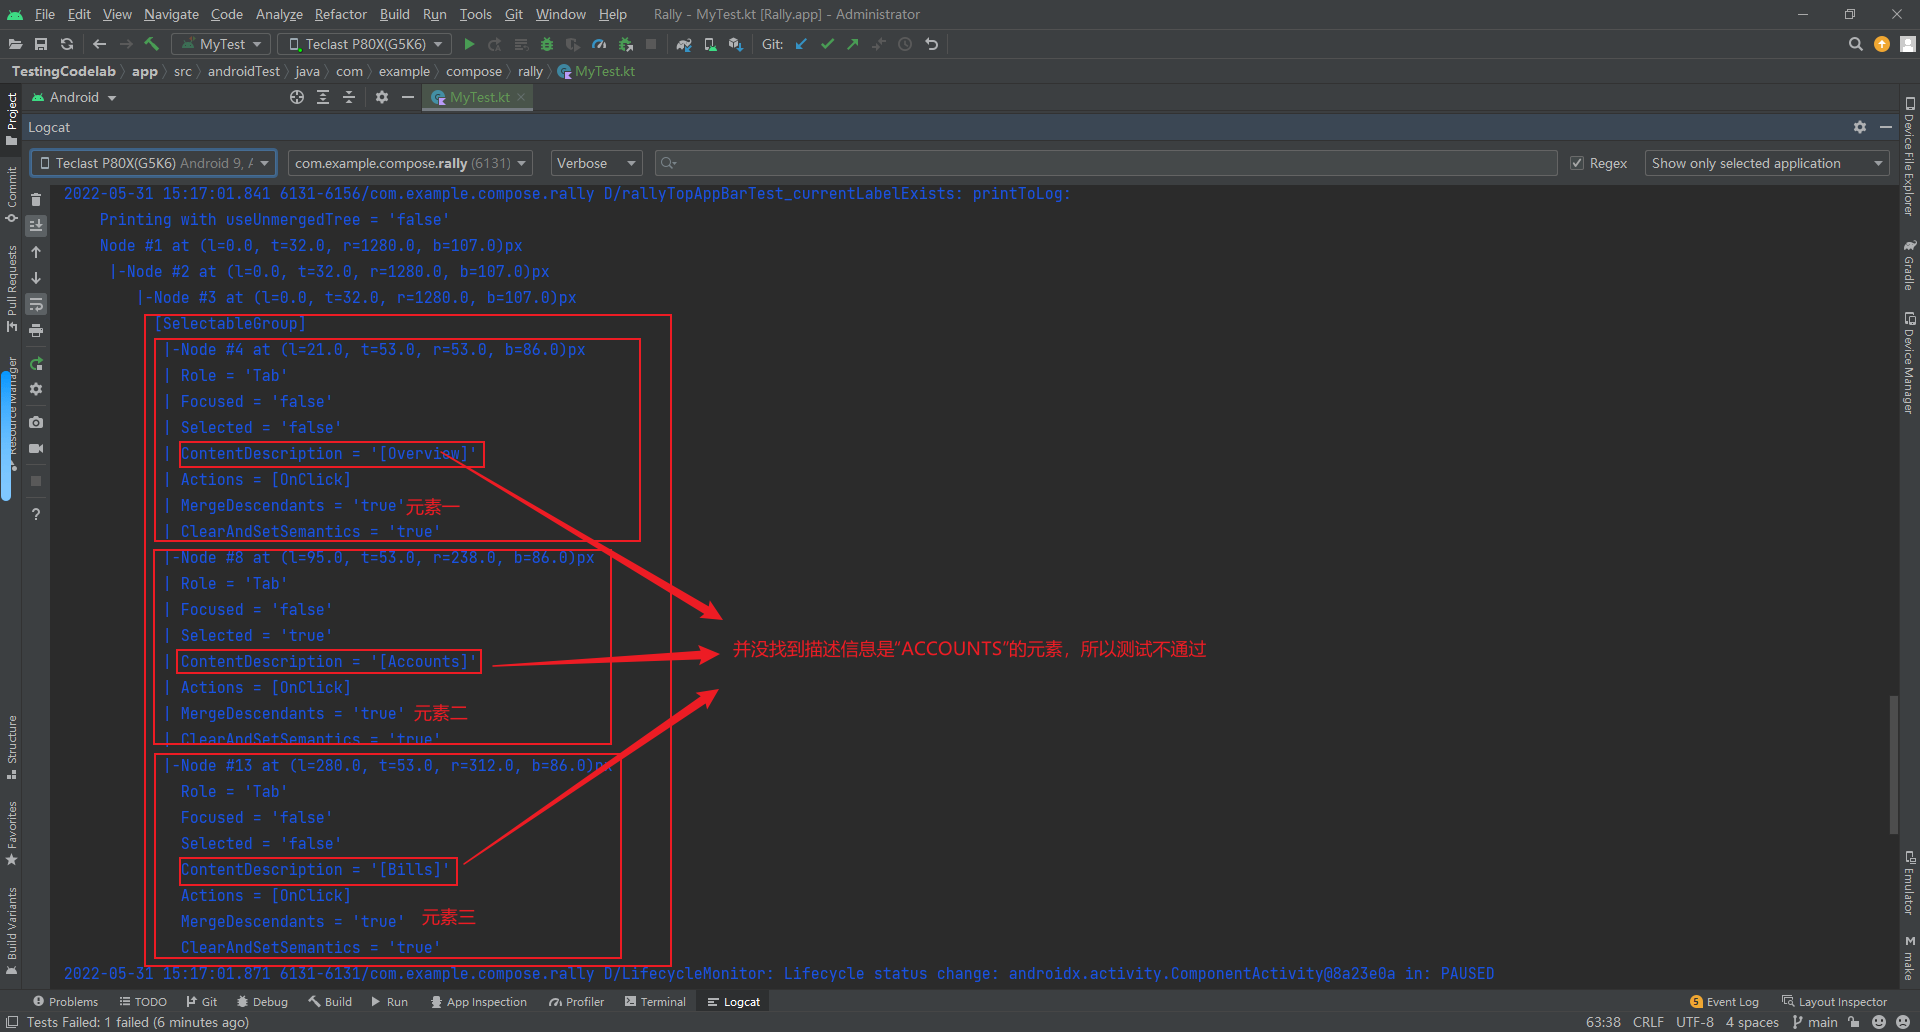 File Edit View Navigate Code Analyze Refactor Build Run Tools Git Window Help Rally - MyTest.kt [Rally.app] - Administrator
MyTest Teclast P80X(G5K6) Git:
TestingCodelab app src androidTest java com example compose rally MyTest.kt
Android MyTest.kt
Logcat
Teclast P80X(G5K6) Android 9, A com.example.compose.rally (6131) Verbose Regex Show only selected application
2022-05-31 15:17:01.841 6131-6156/com.example.compose.rally D/rallyTopAppBarTest_currentLabelExists: printToLog:
Printing with useUnmergedTree = 'false'
Node #1 at (l=0.0, t=32.0, r=1280.0, b=107.0)px
|-Node #2 at (l=0.0, t=32.0, r=1280.0, b=107.0)px
|-Node #3 at (l=0.0, t=32.0, r=1280.0, b=107.0)px
[SelectableGroup]
|-Node #4 at (l=21.0, t=53.0, r=53.0, b=86.0)px
| Role = 'Tab'
| Focused = 'false'
| Selected = 'false'
| ContentDescription = '[Overview]'
| Actions = [OnClick]
| MergeDescendants = 'true' 元素一
| ClearAndSetSemantics = 'true'
|-Node #8 at (l=95.0, t=53.0, r=238.0, b=86.0)px
| Role = 'Tab'
| Focused = 'false'
| Selected = 'true'
| ContentDescription = '[Accounts]'
并没找到描述信息是“ACCOUNTS”的元素，所以测试不通过
| Actions = [OnClick]
| MergeDescendants = 'true' 元素二
| ClearAndSetSemantics = 'true'
|-Node #13 at (l=280.0, t=53.0, r=312.0, b=86.0)px
Role = 'Tab'
Focused = 'false'
Selected = 'false'
ContentDescription = '[Bills]'
Actions = [OnClick]
MergeDescendants = 'true' 元素三
ClearAndSetSemantics = 'true'
2022-05-31 15:17:01.871 6131-6131/com.example.compose.rally D/LifecycleMonitor: Lifecycle status change: androidx.activity.ComponentActivity@8a23e0a in: PAUSED
Project
Commit
Pull Requests
Resource Manager
Structure
Favorites
Build Variants
Device File Explorer
Gradle
Device Manager
Emulator
M make
Problems TODO Git Debug Build Run App Inspection Profiler Terminal Logcat 5 Event Log Layout Inspector
Tests Failed: 1 failed (6 minutes ago) 63:38 CRLF UTF-8 4 spaces main